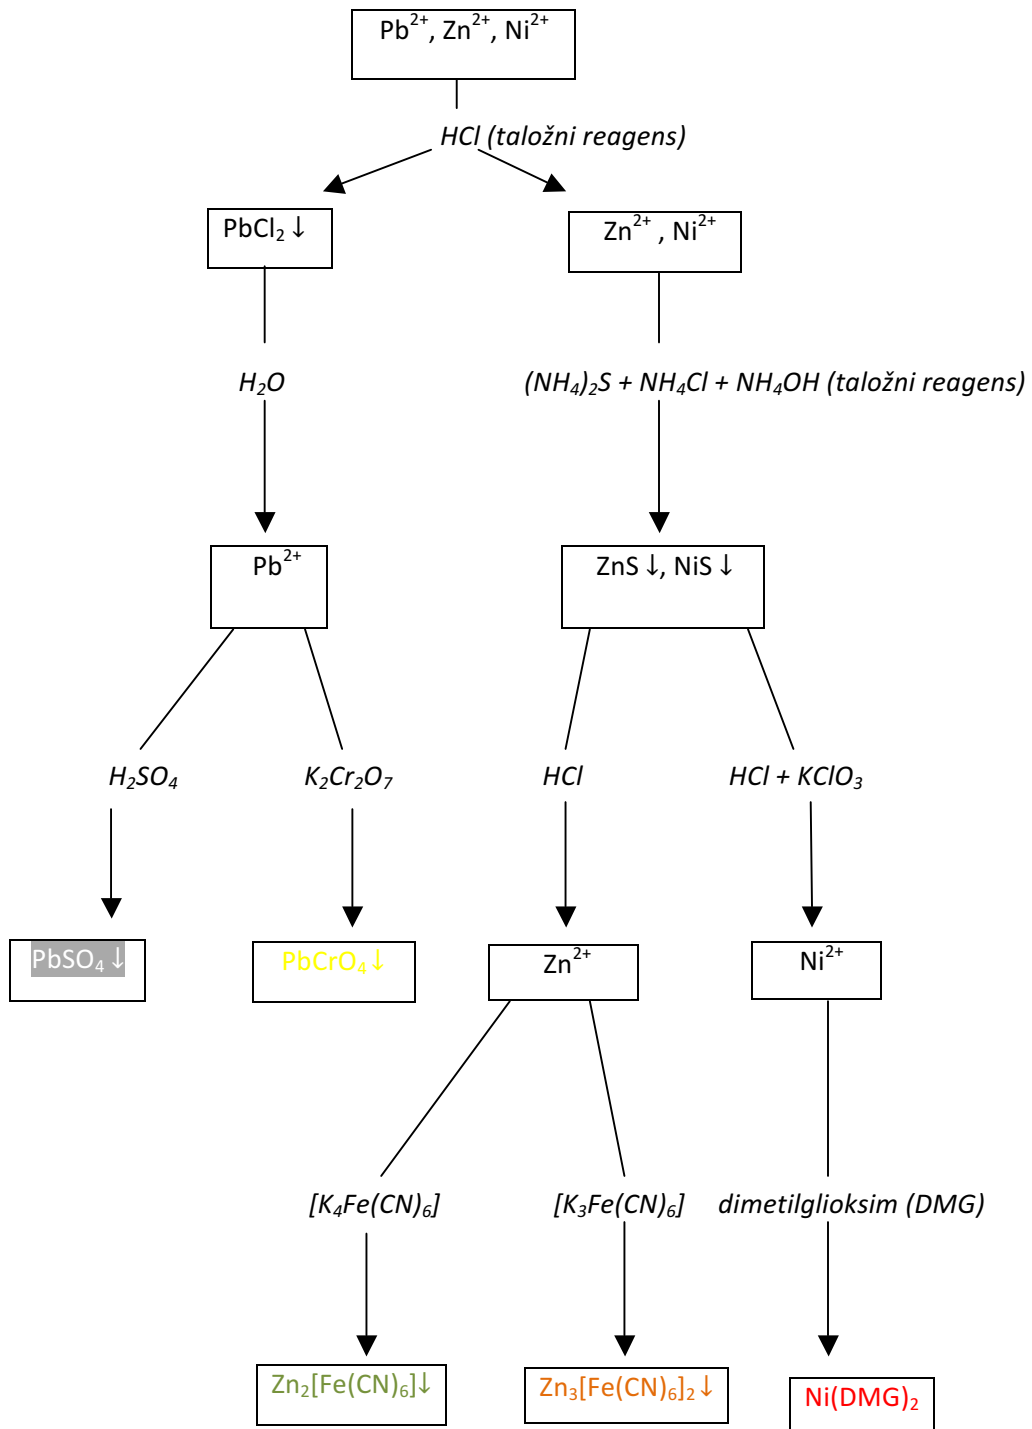 Pb²⁺, Zn²⁺, Ni²⁺
HCl (taložni reagens)
PbCl₂ ↓
Zn²⁺ , Ni²⁺
H₂O
(NH₄)₂S + NH₄Cl + NH₄OH (taložni reagens)
Pb²⁺
ZnS ↓, NiS ↓
H₂SO₄
K₂Cr₂O₇
HCl
HCl + KClO₃
PbSO₄ ↓
PbCrO₄ ↓
Zn²⁺
Ni²⁺
[K₄Fe(CN)₆]
[K₃Fe(CN)₆]
dimetilglioksim (DMG)
Zn₂[Fe(CN)₆]↓
Zn₃[Fe(CN)₆]₂ ↓
Ni(DMG)₂